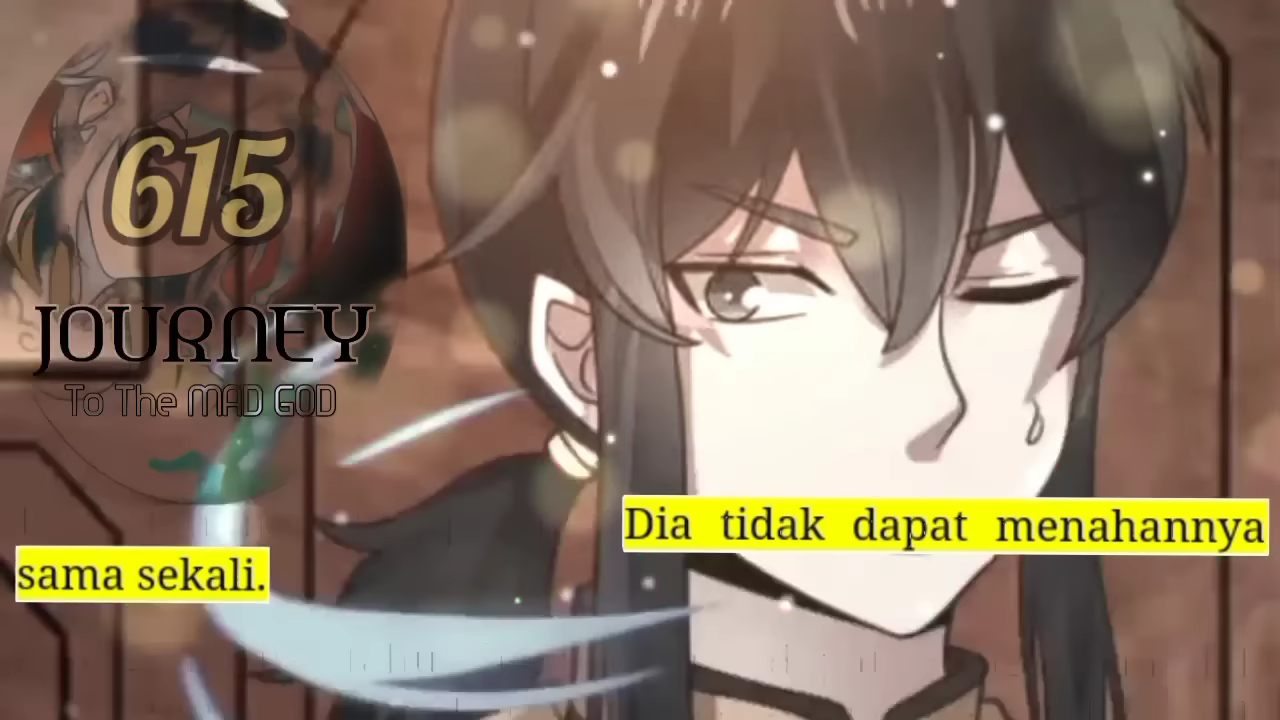 615
JOURNEY
To The MAD GOD
Dia tidak dapat menahannya
sama sekali.